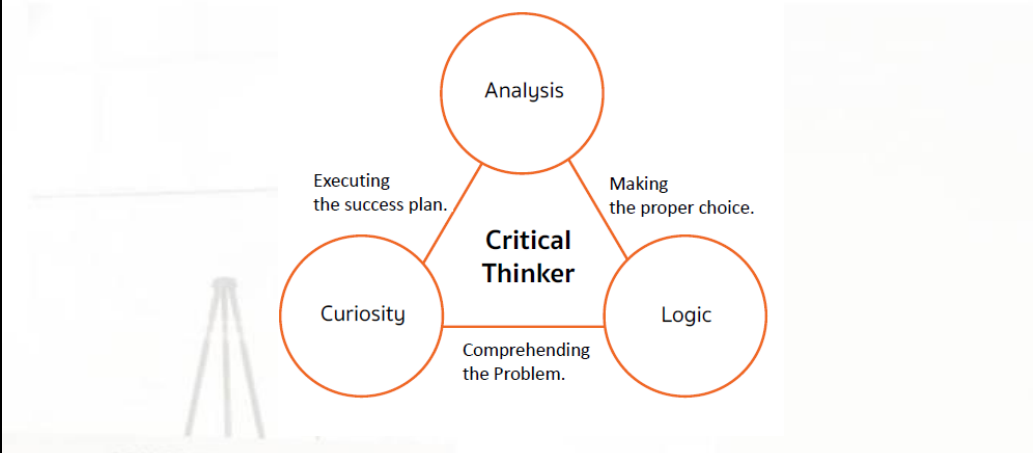 Analysis
Executing
the success plan.
Making
the proper choice.
Critical
Thinker
Curiosity
Logic
Comprehending
the Problem.